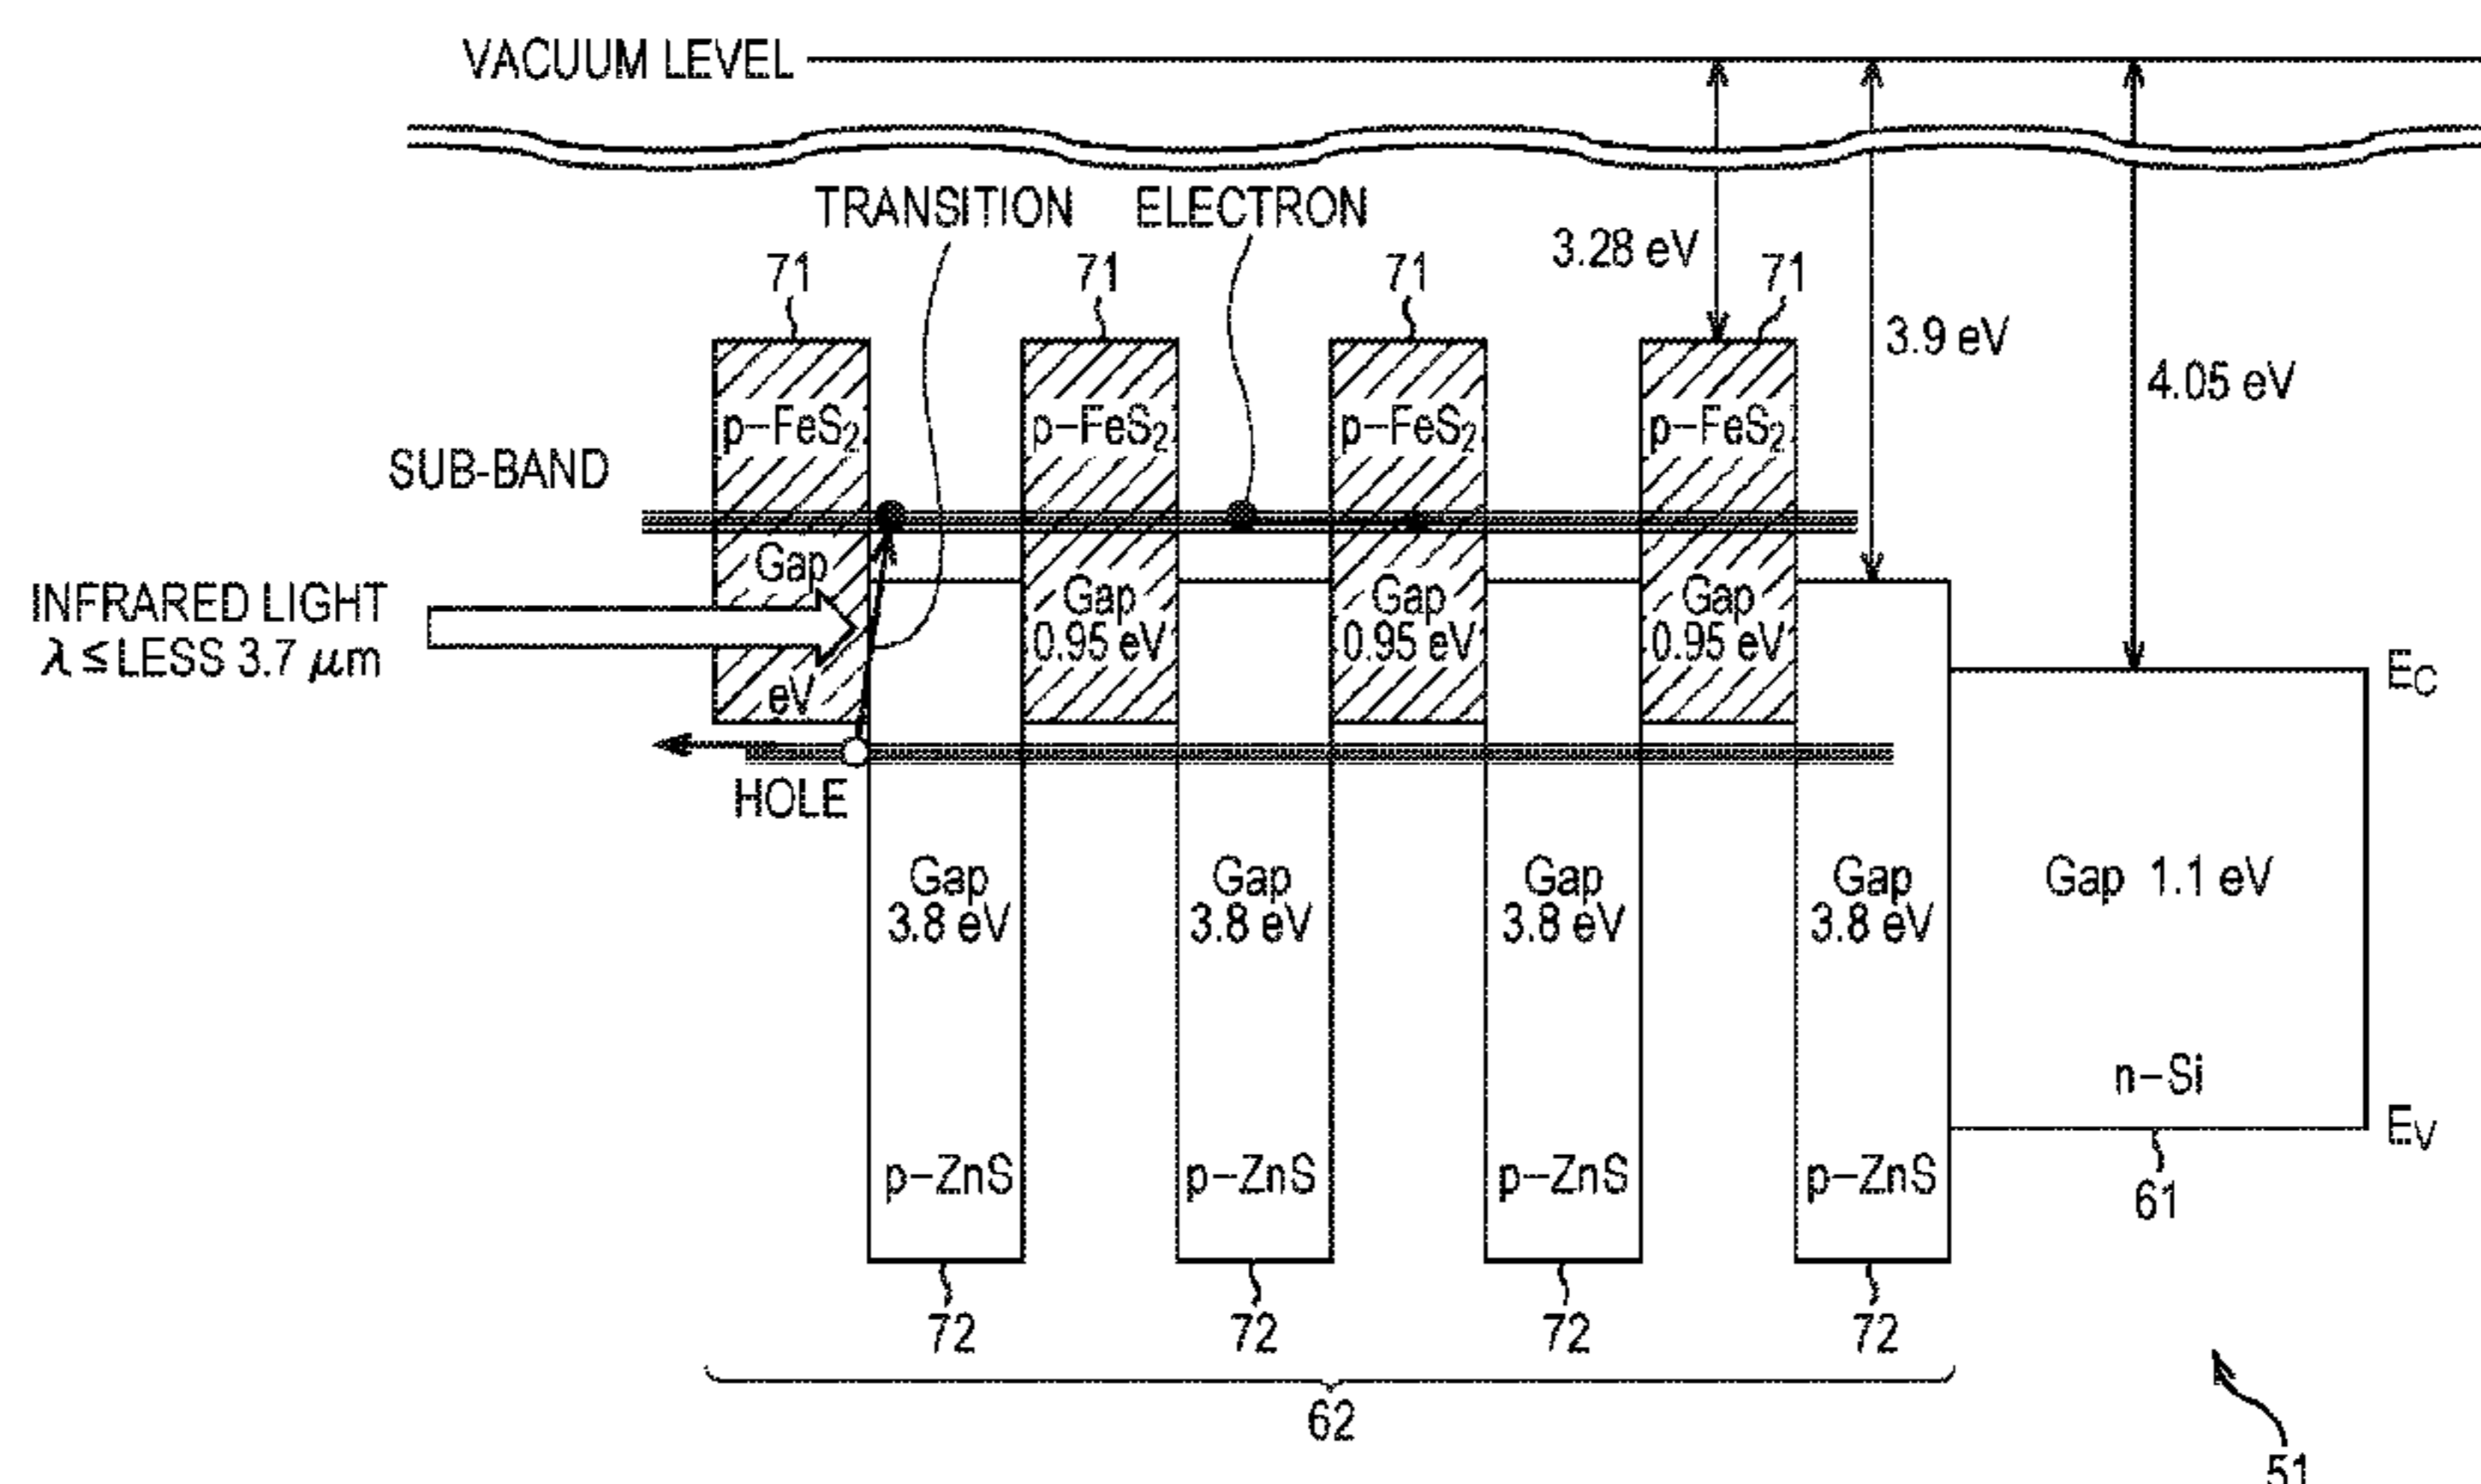 VACUUM LEVEL
TRANSITION
ELECTRON
3.28 eV
71
71
71
71
3.9 eV
4.05 eV
p-FeS2
p-FeS2
p-FeS2
p-FeS2
SUB-BAND
Gap
eV
Gap
0.95 eV
Gap
0.95 eV
Gap
0.95 eV
INFRARED LIGHT
λ ≤ LESS 3.7 μm
EC
HOLE
Gap
3.8 eV
Gap
3.8 eV
Gap
3.8 eV
Gap
3.8 eV
Gap 1.1 eV
n-Si
EV
p-ZnS
p-ZnS
p-ZnS
p-ZnS
61
72
72
72
72
62
51